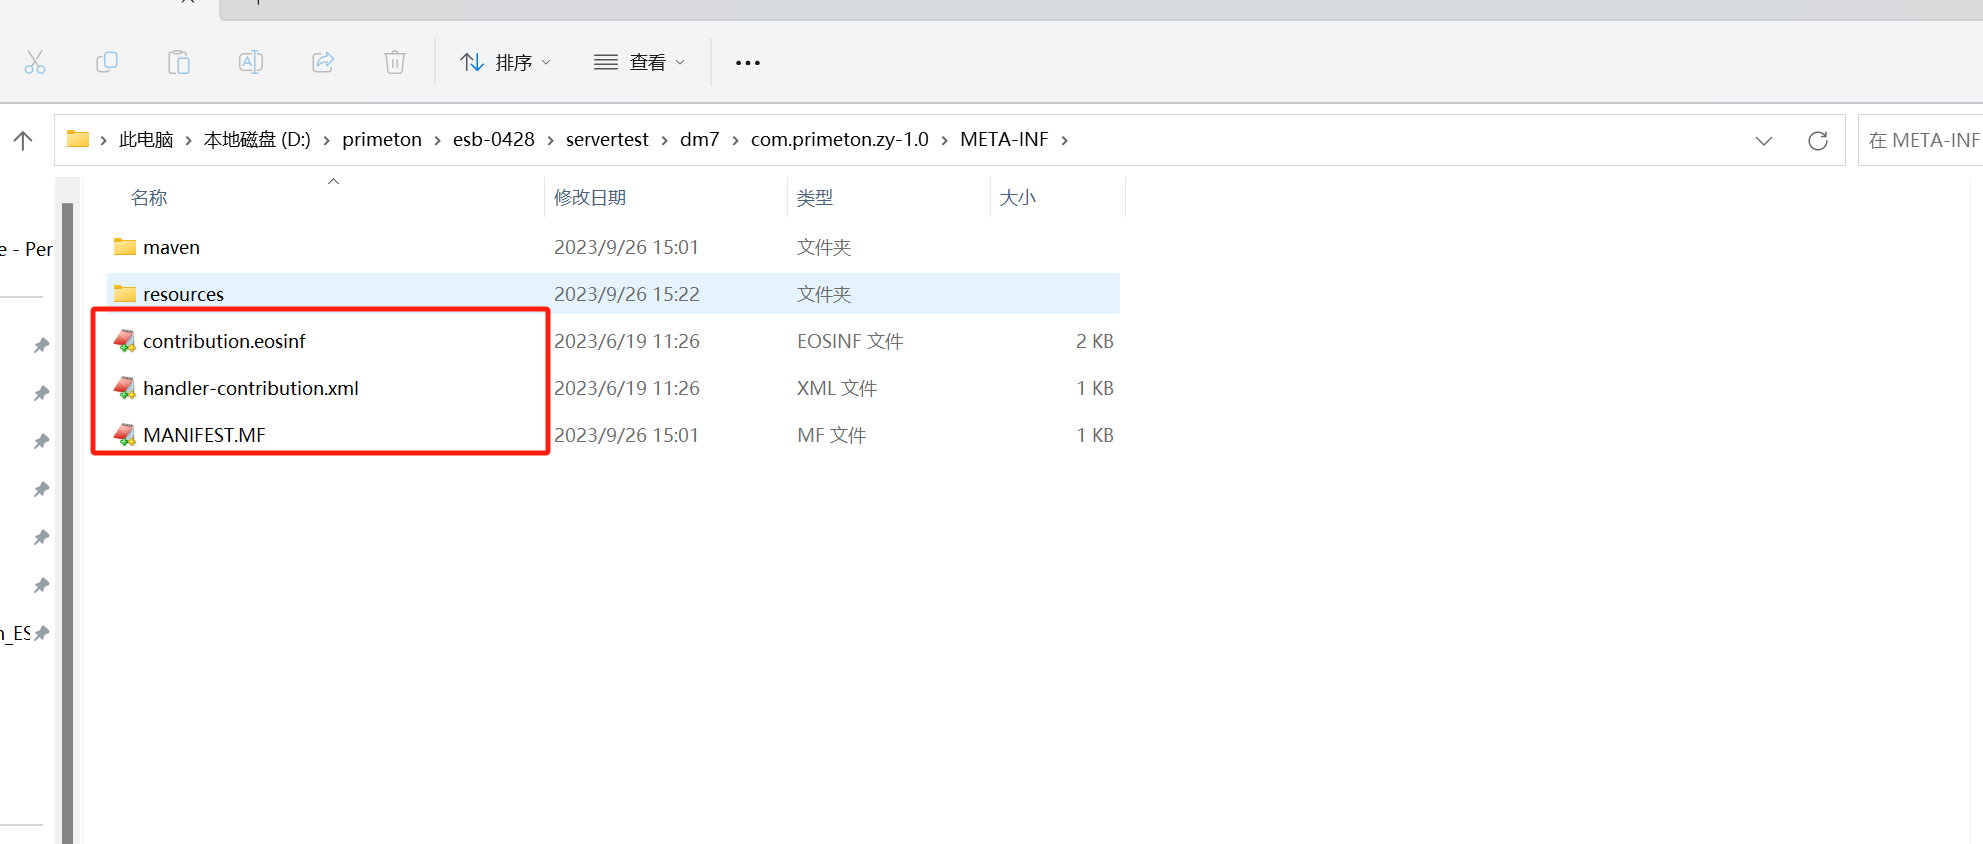 排序 查看
此电脑 › 本地磁盘 (D:) › primeton › esb-0428 › servertest › dm7 › com.primeton.zy-1.0 › META-INF ›
在 META-INF
名称 修改日期 类型 大小
maven 2023/9/26 15:01 文件夹
e - Per
resources 2023/9/26 15:22 文件夹
contribution.eosinf 2023/6/19 11:26 EOSINF 文件 2 KB
handler-contribution.xml 2023/6/19 11:26 XML 文件 1 KB
MANIFEST.MF 2023/9/26 15:01 MF 文件 1 KB
_ES